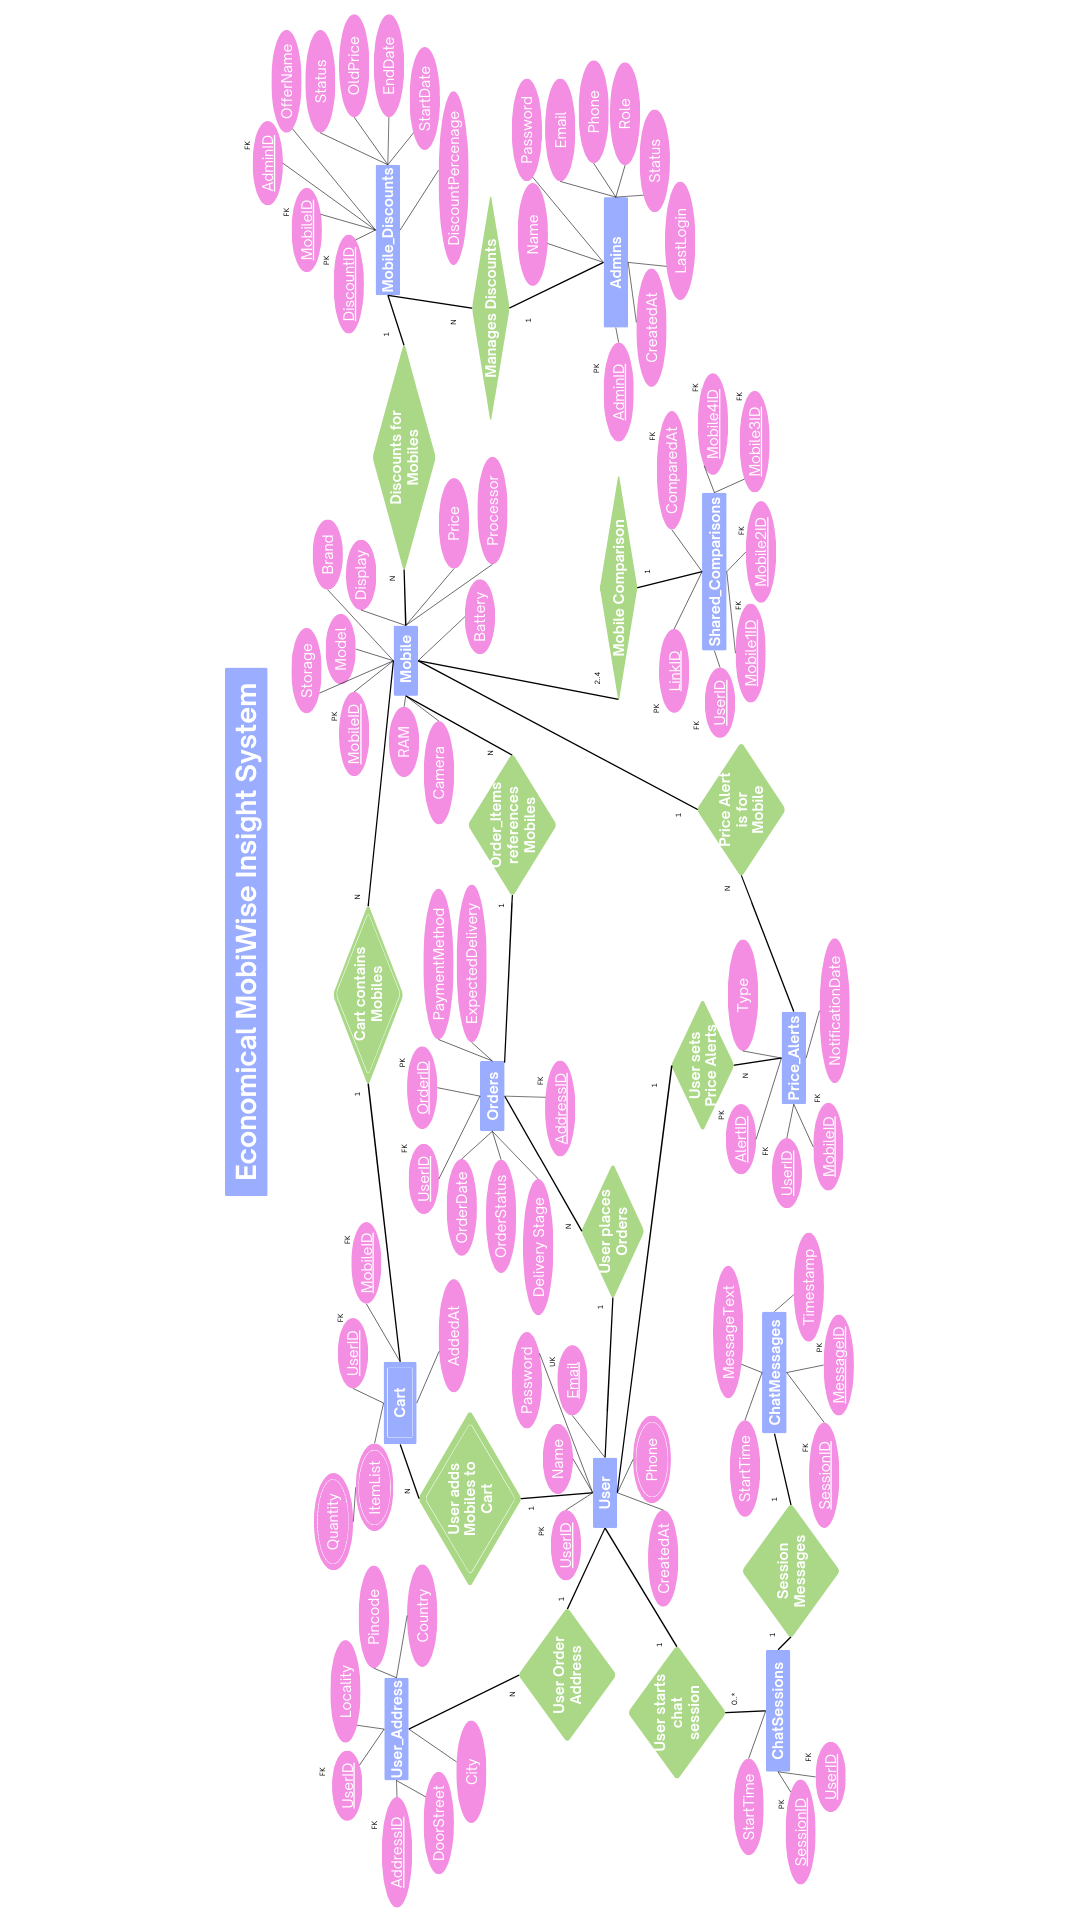 Economical MobiWise Insight System
Quantity
ItemList
FK
UserID
FK
MobileID
AddedAt
Cart
1
Cart contains
Mobiles
N
Storage
PK
MobileID
Model
Brand
Display
Mobile
RAM
Camera
Battery
Processor
Price
N
Discounts for
Mobiles
1
PK
DiscountID
FK
MobileID
FK
AdminID
OfferName
Status
OldPrice
EndDate
StartDate
DiscountPercenage
Mobile_Discounts
FK
UserID
Locality
Pincode
Country
FK
AddressID
User_Address
DoorStreet
City
N
User Order
Address
1
N
User adds
Mobiles to
Cart
1
PK
UserID
Name
Password
UK
Email
User
CreatedAt
Phone
1
User places
Orders
N
FK
UserID
PK
OrderID
PaymentMethod
ExpectedDelivery
OrderDate
OrderStatus
Delivery Stage
FK
AddressID
Orders
1
Order_Items
references
Mobiles
N
N
Manages Discounts
1
Name
Password
Email
Phone
Role
Status
PK
AdminID
Admins
CreatedAt
LastLogin
1
User starts
chat
session
0..*
StartTime
ChatSessions
PK
SessionID
FK
UserID
1
Session
Messages
1
StartTime
MessageText
ChatMessages
Timestamp
FK
SessionID
PK
MessageID
1
User sets
Price Alerts
N
PK
AlertID
Type
FK
UserID
Price_Alerts
FK
MobileID
NotificationDate
N
Price Alert
is for
Mobile
1
2..4
Mobile Comparison
1
PK
LinkID
FK
ComparedAt
FK
UserID
Shared_Comparisons
FK
Mobile1ID
FK
Mobile2ID
FK
Mobile3ID
FK
Mobile4ID